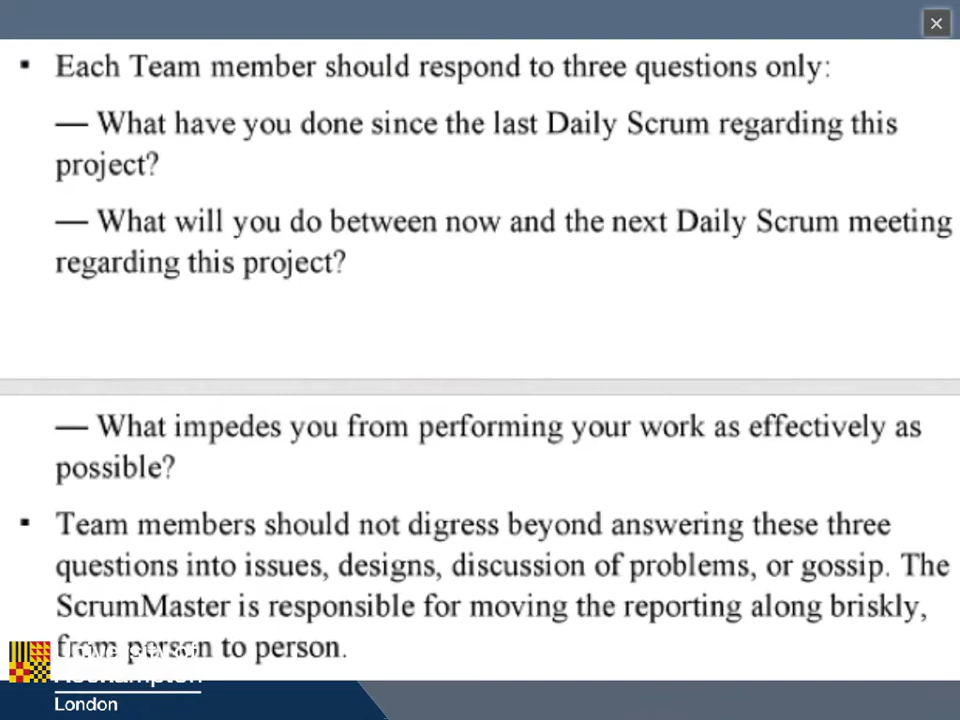 ▪ Each Team member should respond to three questions only:
— What have you done since the last Daily Scrum regarding this
project?
— What will you do between now and the next Daily Scrum meeting
regarding this project?
— What impedes you from performing your work as effectively as
possible?
▪ Team members should not digress beyond answering these three
questions into issues, designs, discussion of problems, or gossip. The
ScrumMaster is responsible for moving the reporting along briskly,
from person to person.
University of
Northampton
London